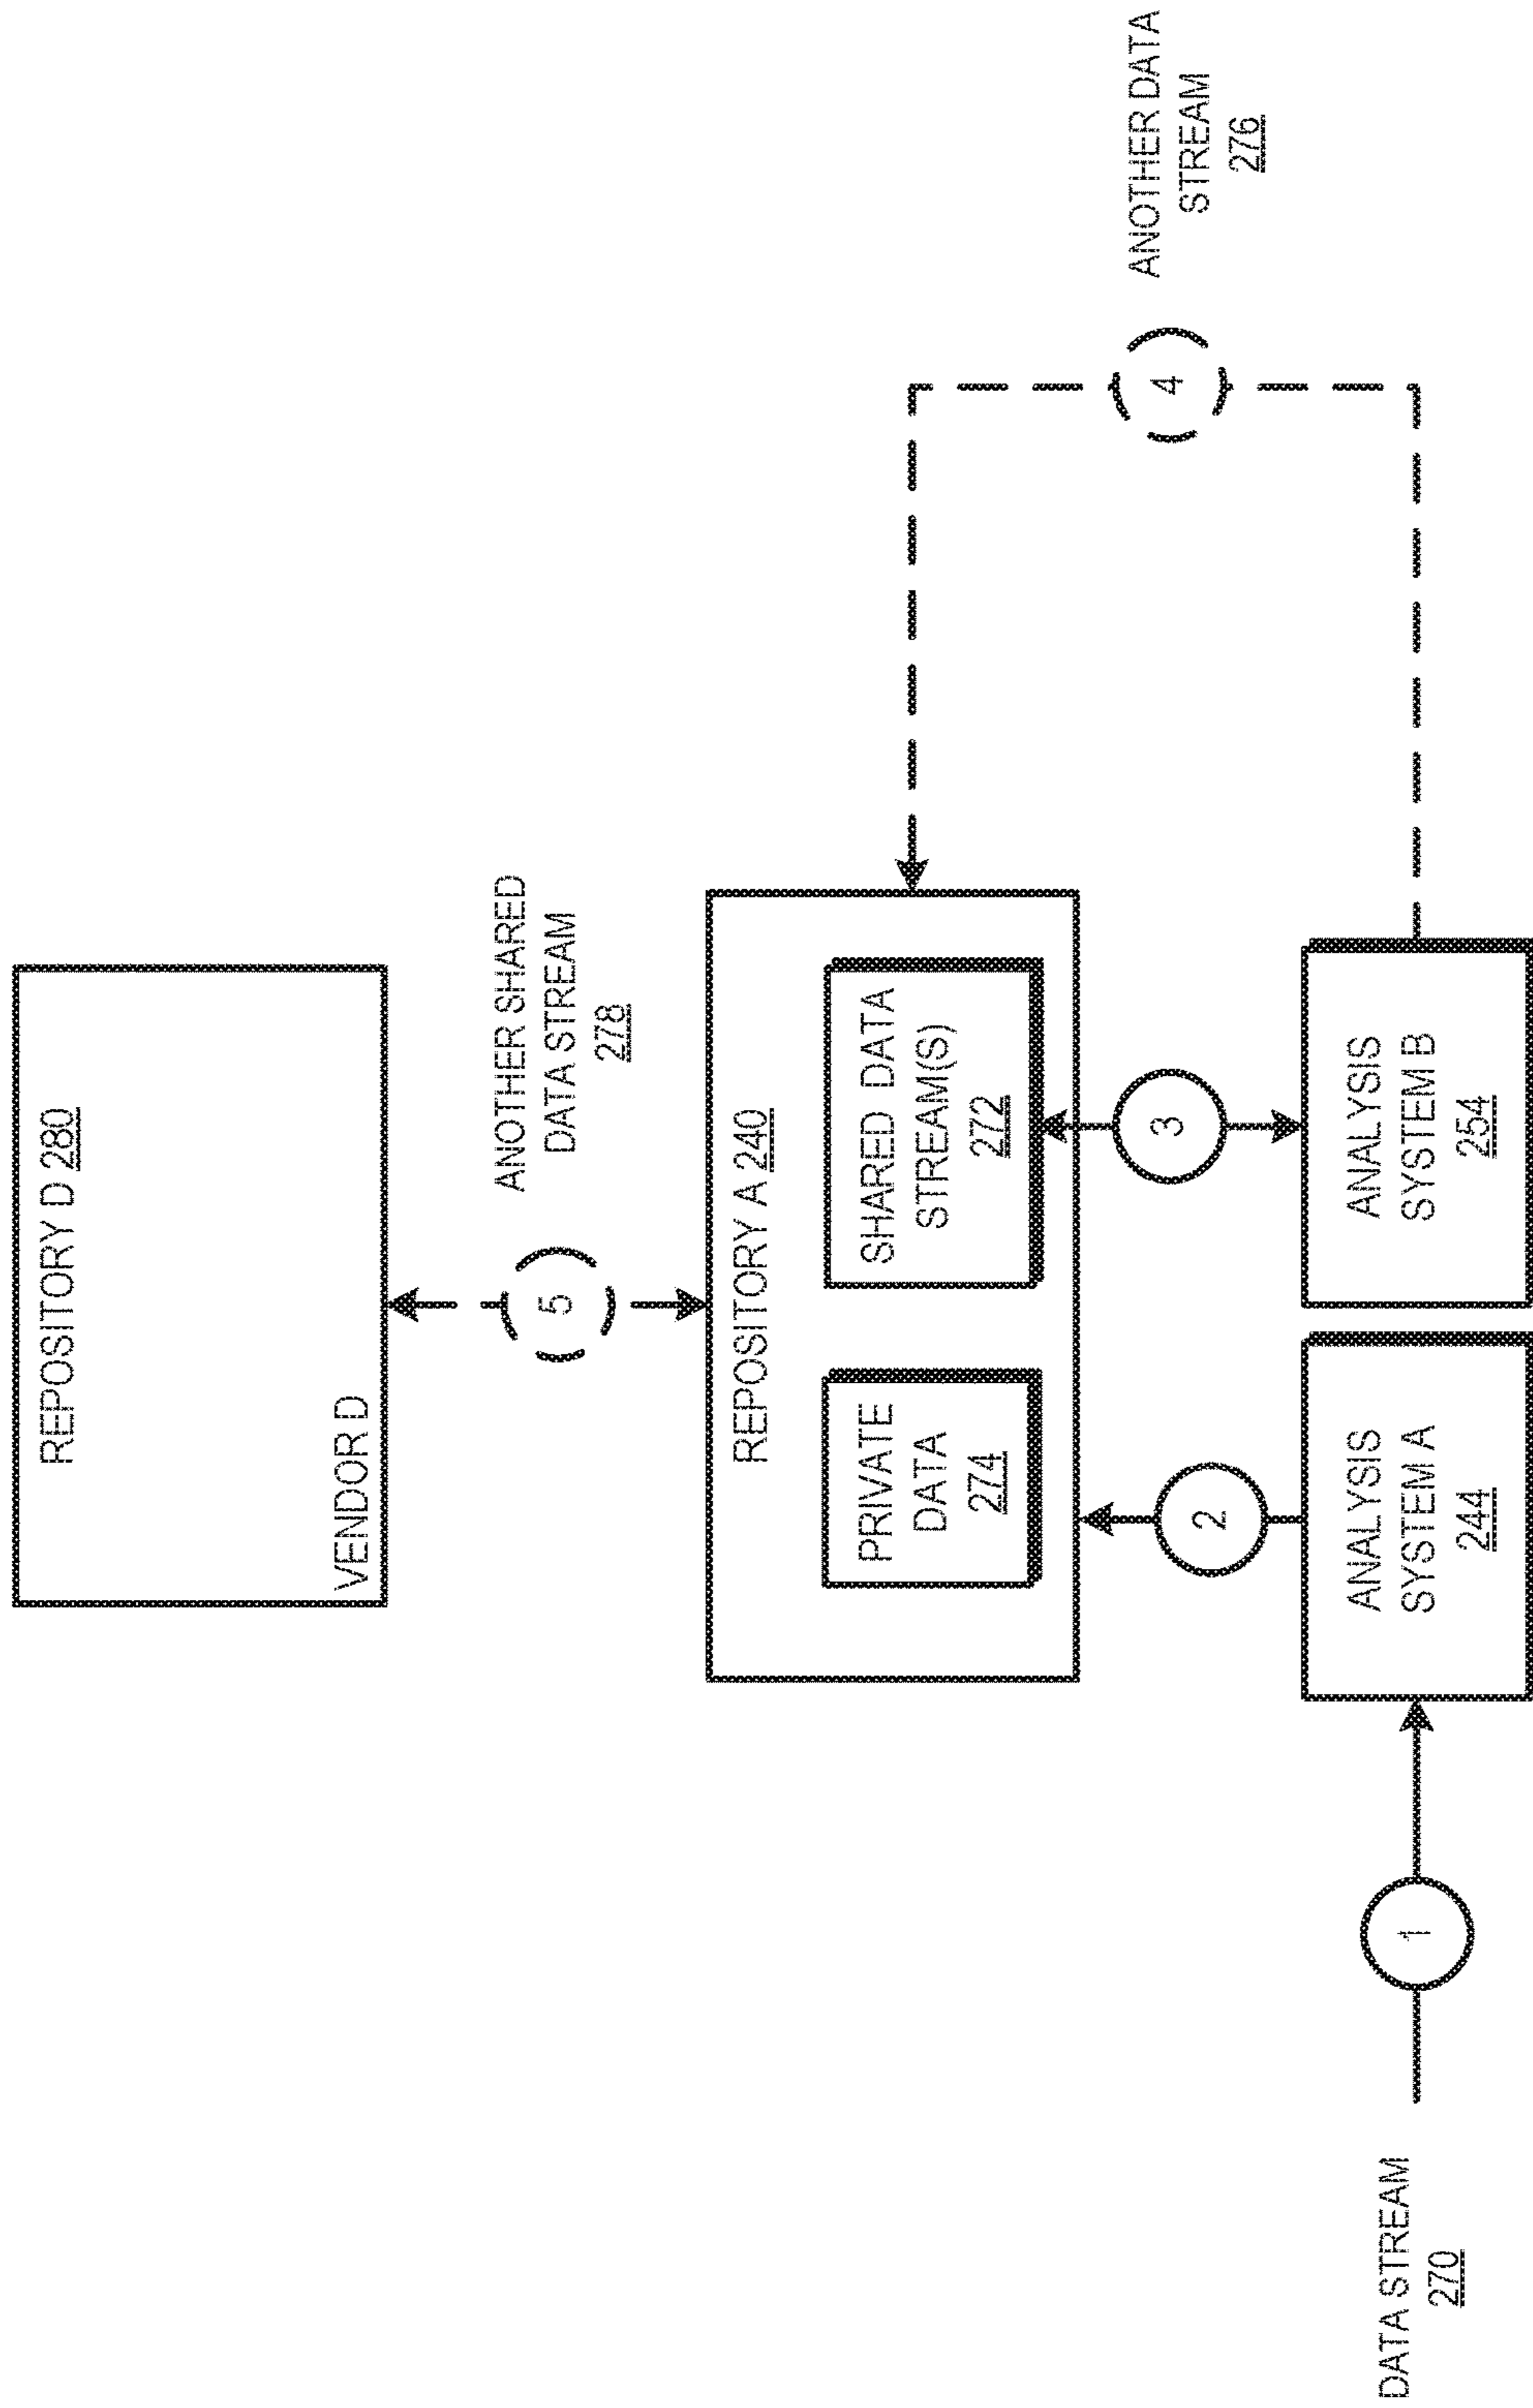 REPOSITORY D 280
VENDOR D
ANOTHER SHARED
DATA STREAM
278
5
REPOSITORY A 240
PRIVATE
DATA
274
SHARED DATA
STREAM(S)
272
ANOTHER DATA
STREAM
276
4
2
3
DATA STREAM
270
1
ANALYSIS
SYSTEM A
244
ANALYSIS
SYSTEM B
254